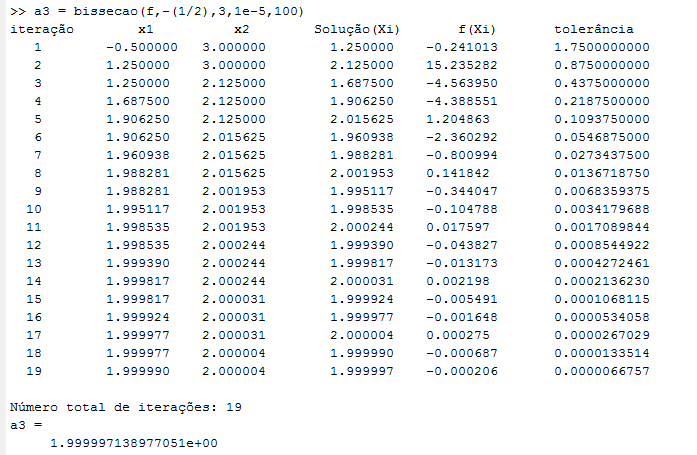 >> a3 = bissecao(f,-(1/2),3,1e-5,100)
iteração x1 x2 Solução(Xi) f(Xi) tolerância
1 -0.500000 3.000000 1.250000 -0.241013 1.7500000000
2 1.250000 3.000000 2.125000 15.235282 0.8750000000
3 1.250000 2.125000 1.687500 -4.563950 0.4375000000
4 1.687500 2.125000 1.906250 -4.388551 0.2187500000
5 1.906250 2.125000 2.015625 1.204863 0.1093750000
6 1.906250 2.015625 1.960938 -2.360292 0.0546875000
7 1.960938 2.015625 1.988281 -0.800994 0.0273437500
8 1.988281 2.015625 2.001953 0.141842 0.0136718750
9 1.988281 2.001953 1.995117 -0.344047 0.0068359375
10 1.995117 2.001953 1.998535 -0.104788 0.0034179688
11 1.998535 2.001953 2.000244 0.017597 0.0017089844
12 1.998535 2.000244 1.999390 -0.043827 0.0008544922
13 1.999390 2.000244 1.999817 -0.013173 0.0004272461
14 1.999817 2.000244 2.000031 0.002198 0.0002136230
15 1.999817 2.000031 1.999924 -0.005491 0.0001068115
16 1.999924 2.000031 1.999977 -0.001648 0.0000534058
17 1.999977 2.000031 2.000004 0.000275 0.0000267029
18 1.999977 2.000004 1.999990 -0.000687 0.0000133514
19 1.999990 2.000004 1.999997 -0.000206 0.0000066757
Número total de iterações: 19
a3 =
1.999997138977051e+00